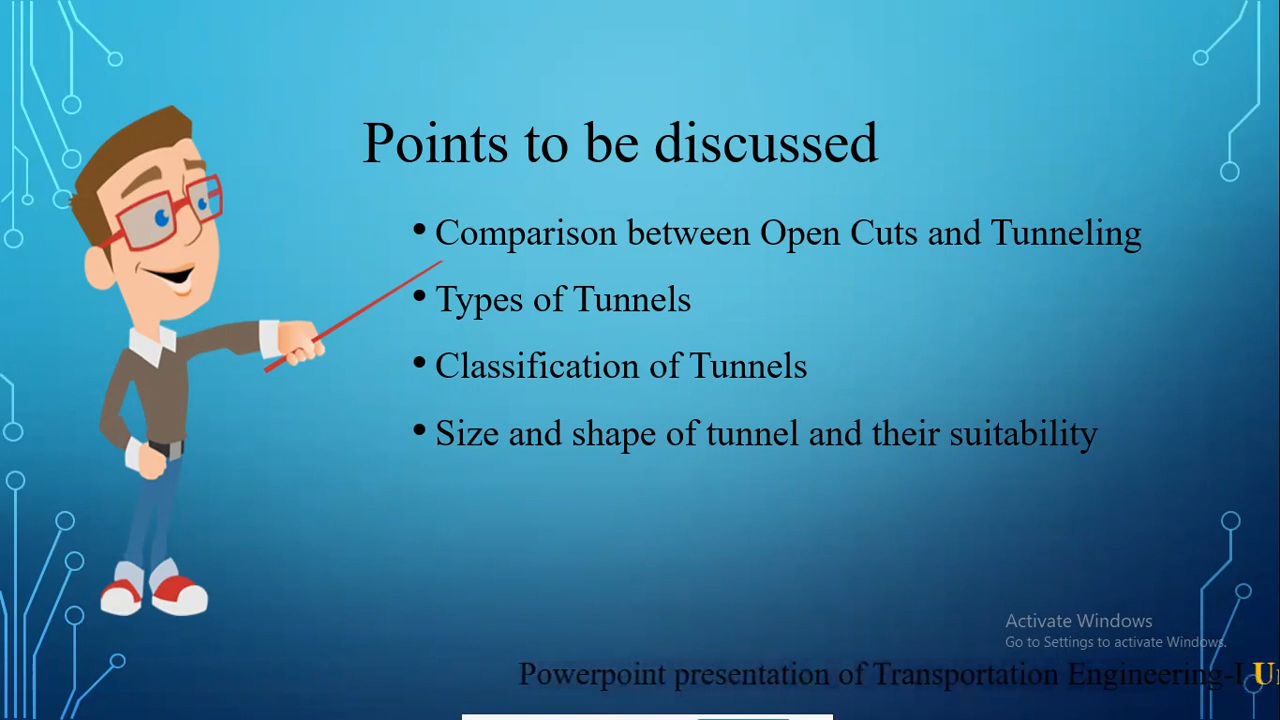 Points to be discussed
• Comparison between Open Cuts and Tunneling
• Types of Tunnels
• Classification of Tunnels
• Size and shape of tunnel and their suitability
Activate Windows
Go to Settings to activate Windows.
Powerpoint presentation of Transportation Engineering-I